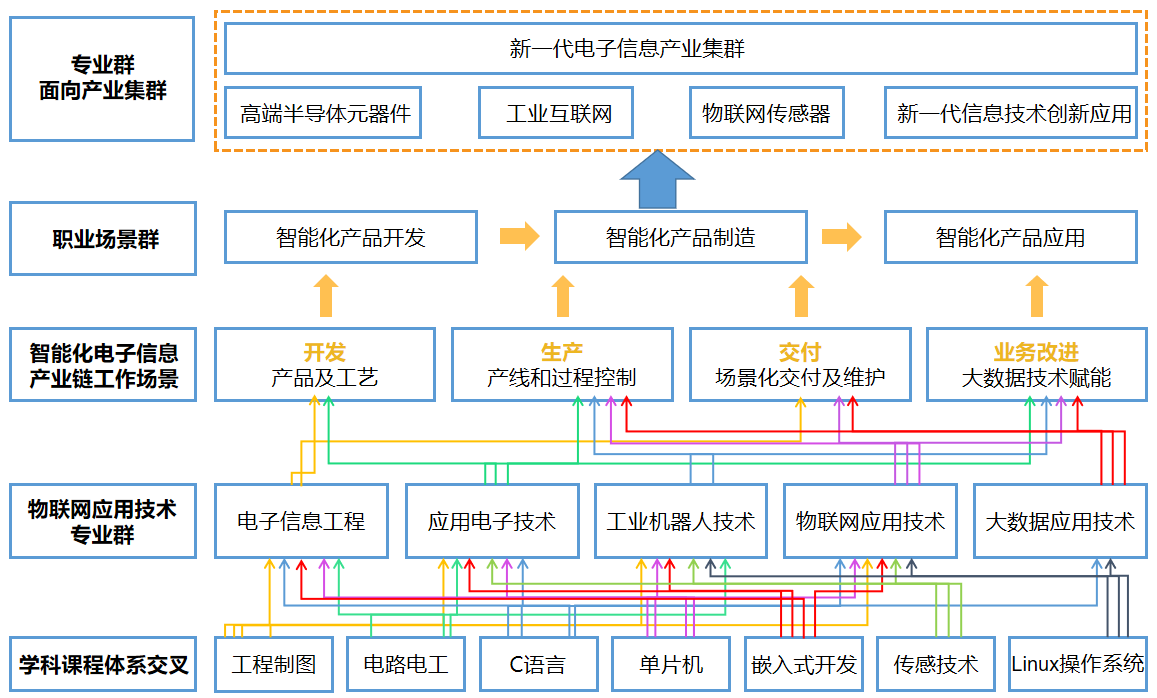 专业群
面向产业集群
新一代电子信息产业集群
高端半导体元器件
工业互联网
物联网传感器
新一代信息技术创新应用
职业场景群
智能化产品开发
智能化产品制造
智能化产品应用
智能化电子信息
产业链工作场景
开发
产品及工艺
生产
产线和过程控制
交付
场景化交付及维护
业务改进
大数据技术赋能
物联网应用技术
专业群
电子信息工程
应用电子技术
工业机器人技术
物联网应用技术
大数据应用技术
学科课程体系交叉
工程制图
电路电工
C语言
单片机
嵌入式开发
传感技术
Linux操作系统